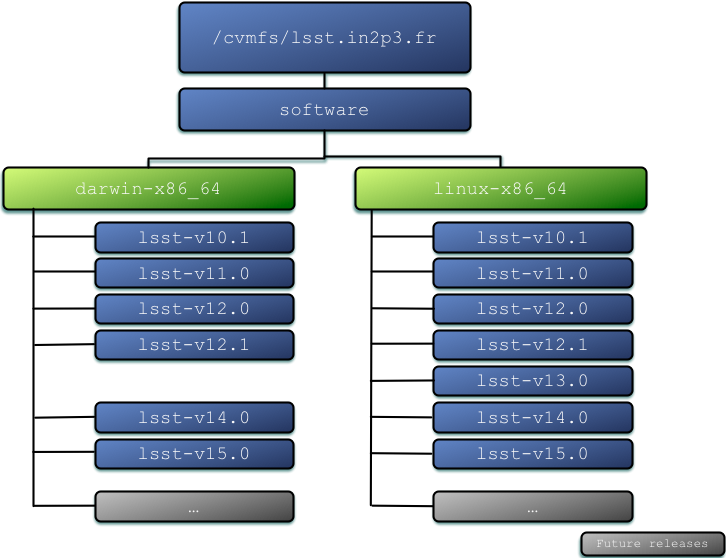 /cvmfs/lsst.in2p3.fr
software
darwin-x86_64
lsst-v10.1
lsst-v11.0
lsst-v12.0
lsst-v12.1
lsst-v14.0
lsst-v15.0
…
linux-x86_64
lsst-v10.1
lsst-v11.0
lsst-v12.0
lsst-v12.1
lsst-v13.0
lsst-v14.0
lsst-v15.0
…
Future releases